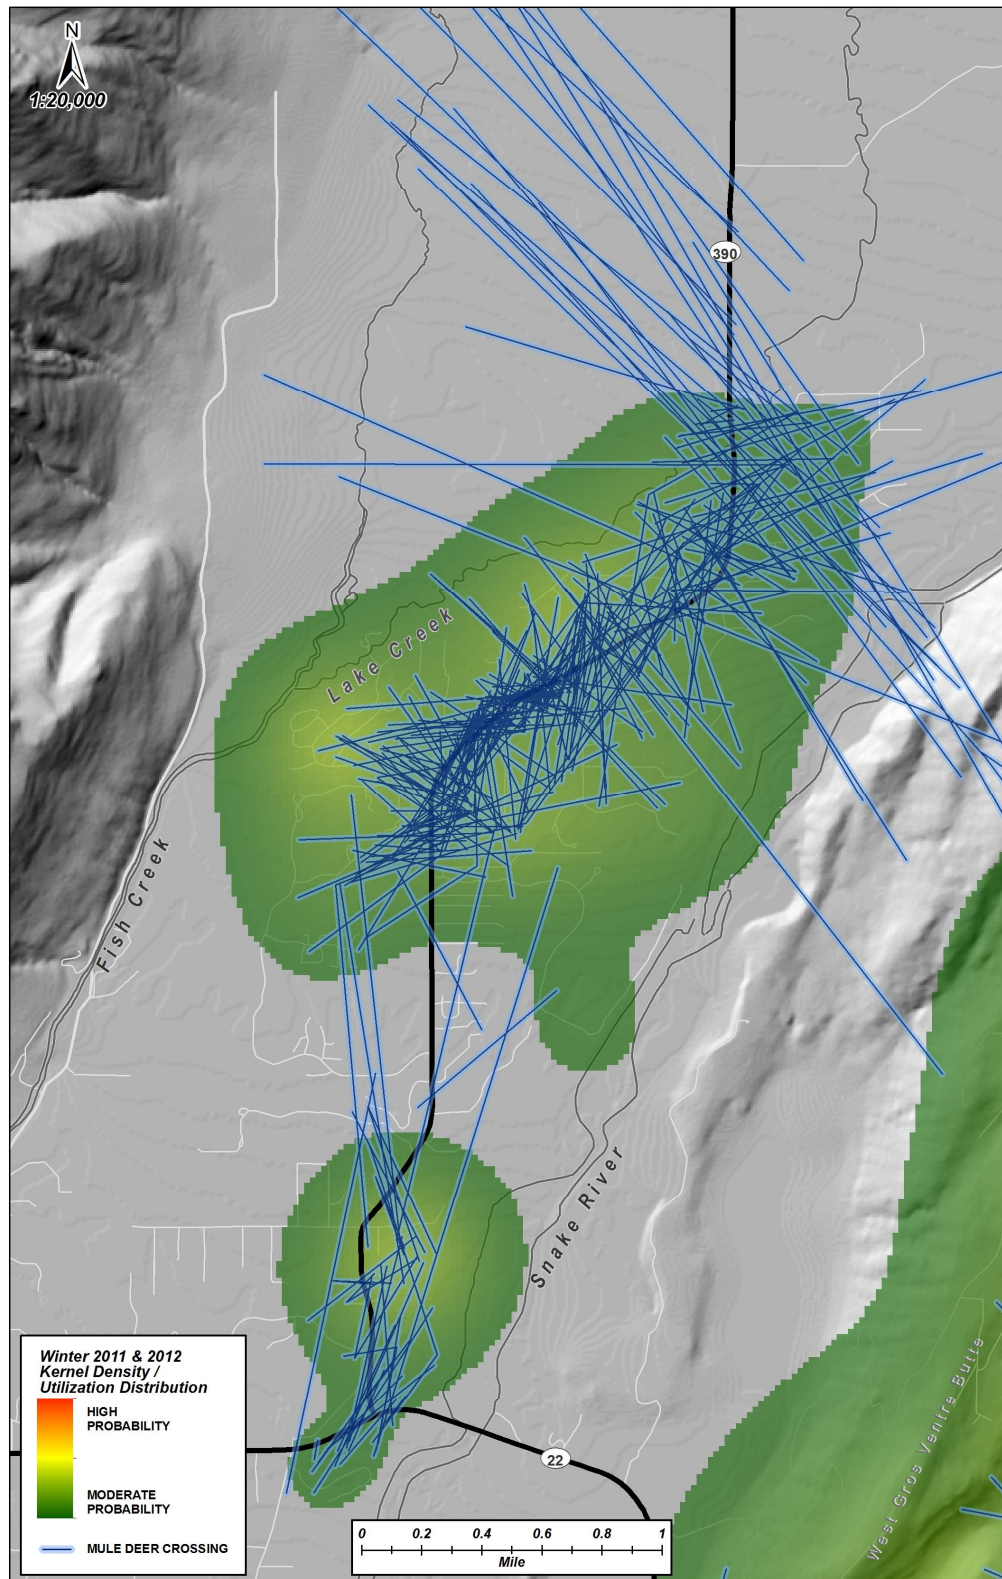 N
1:20,000
390
Lake Creek
Fish Creek
Snake River
West Gros Ventre Butte
22
Winter 2011 & 2012
Kernel Density /
Utilization Distribution
HIGH
PROBABILITY
MODERATE
PROBABILITY
MULE DEER CROSSING
0 0.2 0.4 0.6 0.8 1
Mile